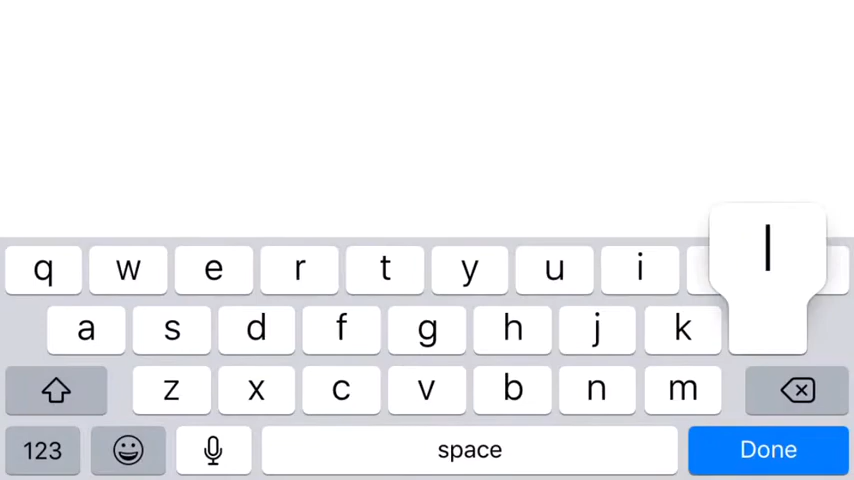 l
q w e r t y u i
a s d f g h j k
z x c v b n m
123 space Done